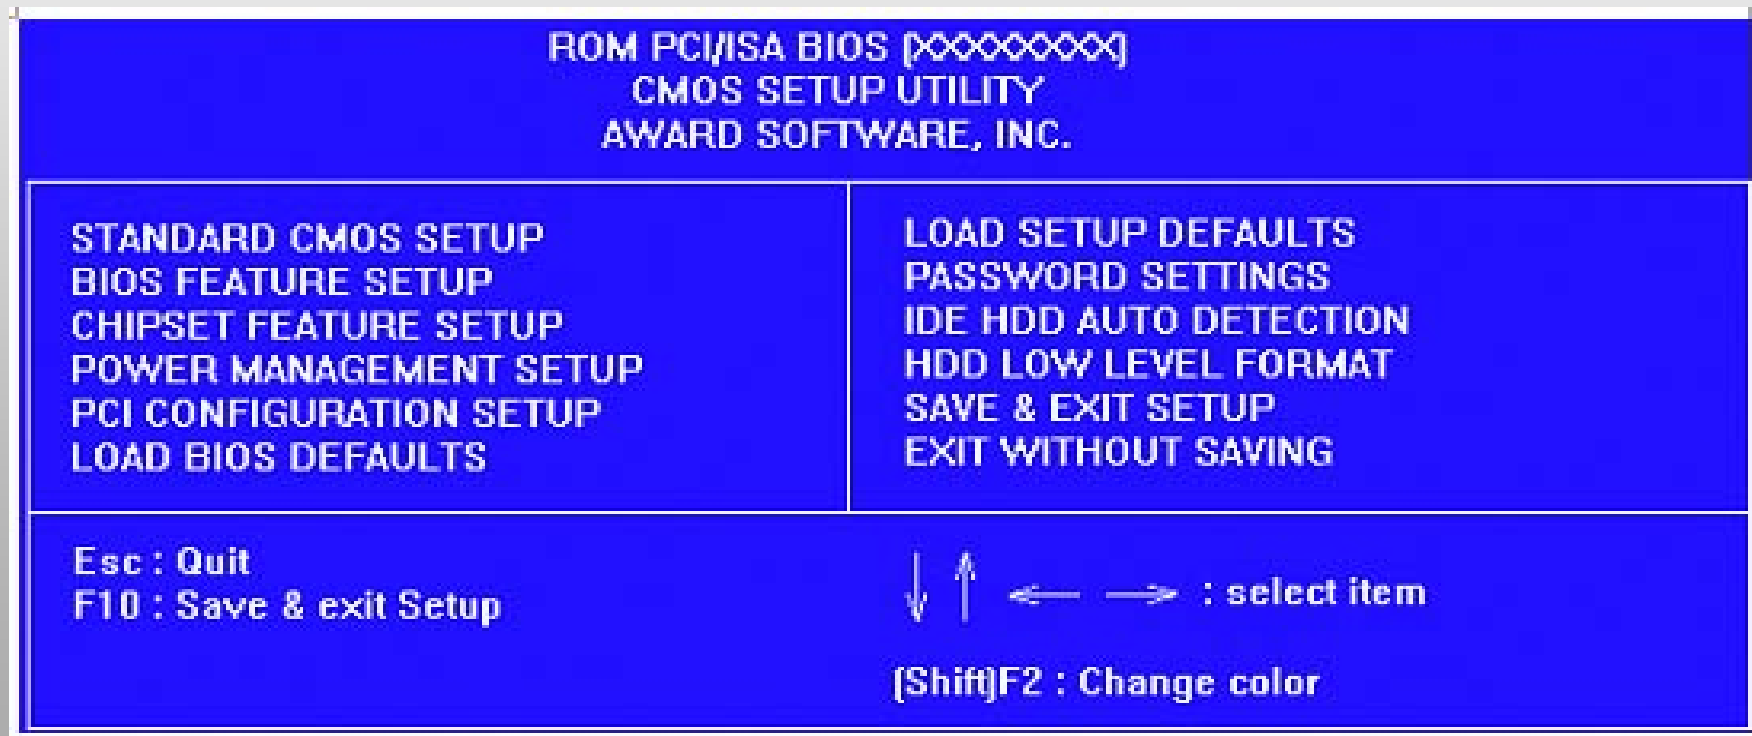 ROM PCI/ISA BIOS (XXXXXXXXX)
CMOS SETUP UTILITY
AWARD SOFTWARE, INC.
STANDARD CMOS SETUP
BIOS FEATURE SETUP
CHIPSET FEATURE SETUP
POWER MANAGEMENT SETUP
PCI CONFIGURATION SETUP
LOAD BIOS DEFAULTS
LOAD SETUP DEFAULTS
PASSWORD SETTINGS
IDE HDD AUTO DETECTION
HDD LOW LEVEL FORMAT
SAVE & EXIT SETUP
EXIT WITHOUT SAVING
Esc : Quit
F10 : Save & exit Setup
↓ ↑ ← → : select item
(Shift)F2 : Change color